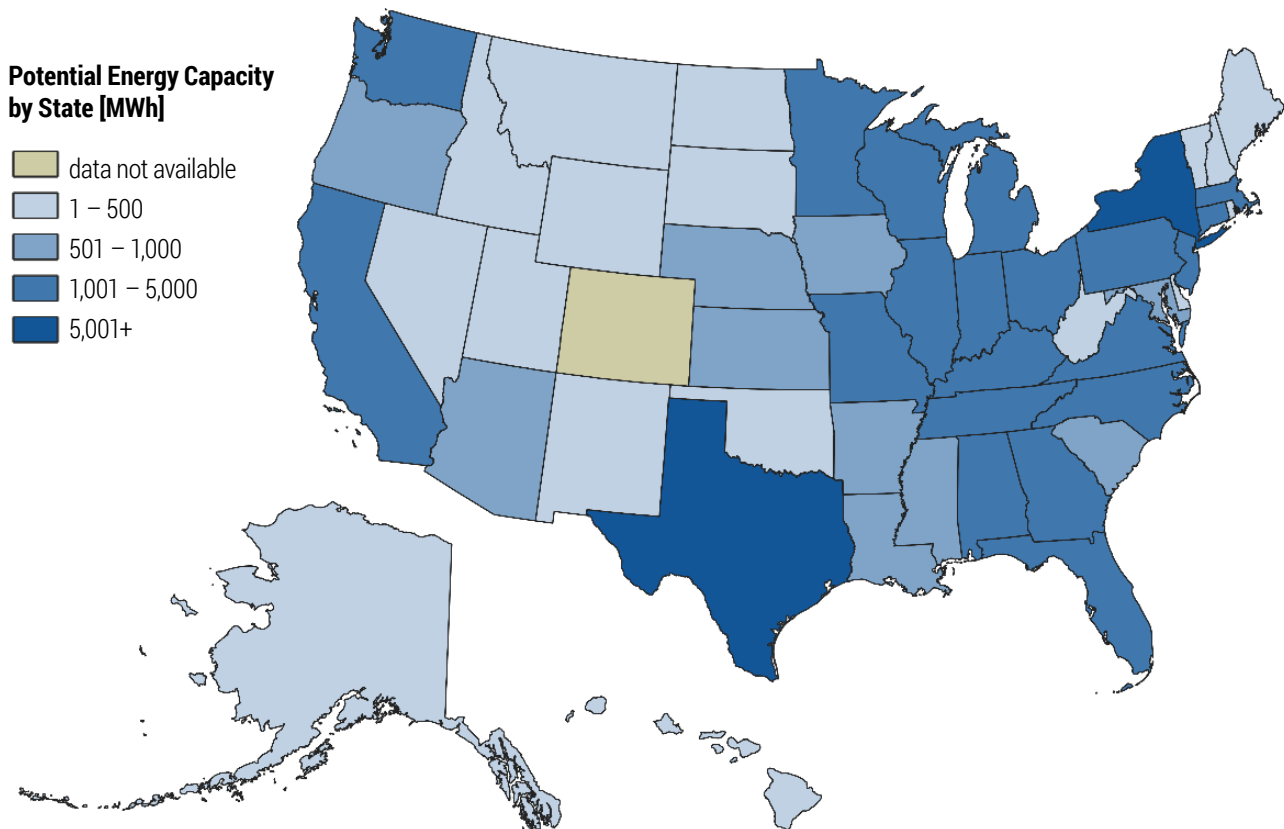 Potential Energy Capacity
by State [MWh]
data not available
1 – 500
501 – 1,000
1,001 – 5,000
5,001+